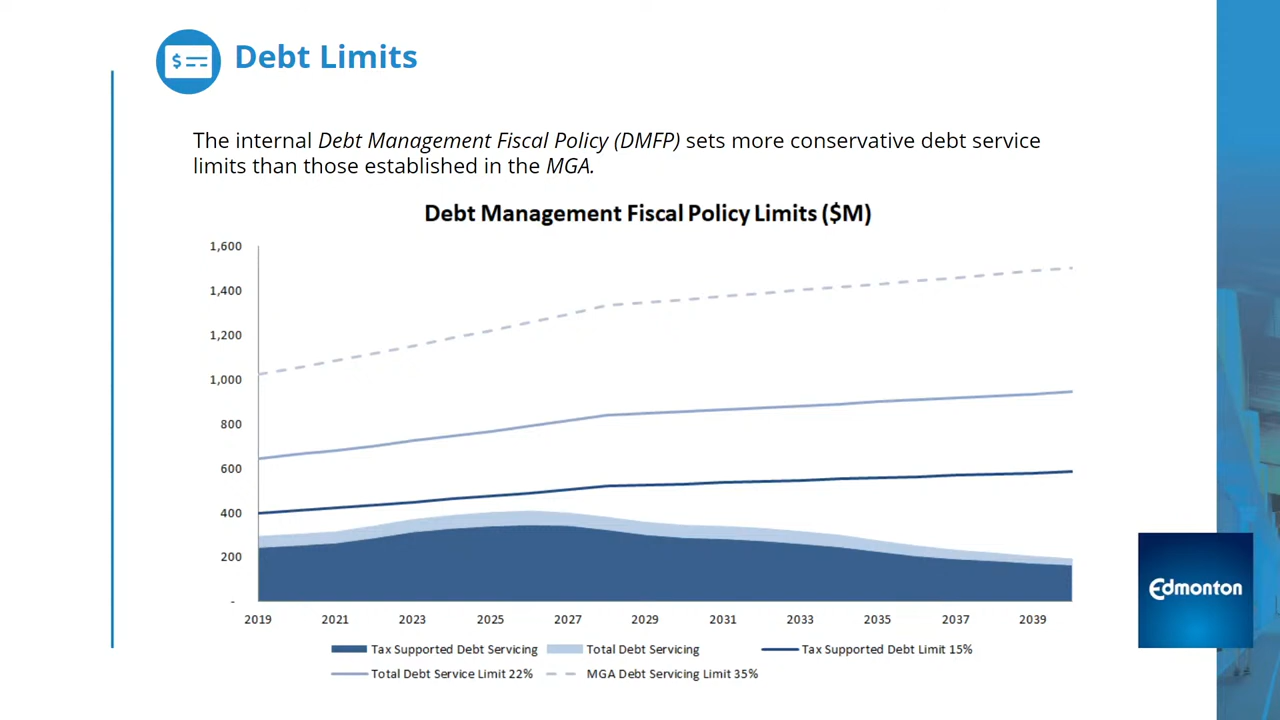 $
Debt Limits
The internal Debt Management Fiscal Policy (DMFP) sets more conservative debt service
limits than those established in the MGA.
Debt Management Fiscal Policy Limits ($M)
1,600
1,400
1,200
1,000
800
600
400
200
-
2019 2021 2023 2025 2027 2029 2031 2033 2035 2037 2039
Tax Supported Debt Servicing Total Debt Servicing Tax Supported Debt Limit 15%
Total Debt Service Limit 22% MGA Debt Servicing Limit 35%
Edmonton